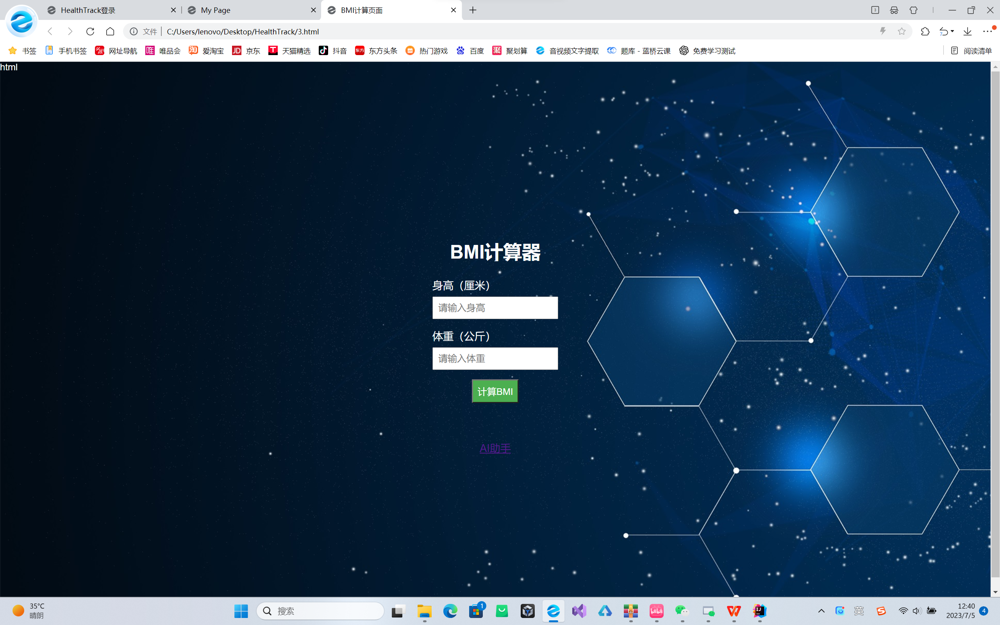 HealthTrack登录
My Page
BMI计算页面
3
文件 C:/Users/lenovo/Desktop/HealthTrack/3.html
7
书签 手机书签 网址导航 唯品会 爱淘宝 京东 天猫精选 抖音 东方头条 热门游戏 百度 聚划算 音视频文字提取 题库 - 蓝桥云课 免费学习测试 阅读清单
html
BMI计算器
身高（厘米）
请输入身高
体重（公斤）
请输入体重
计算BMI
AI助手
35°C
晴朗
搜索
1
英
12:40
2023/7/5
4